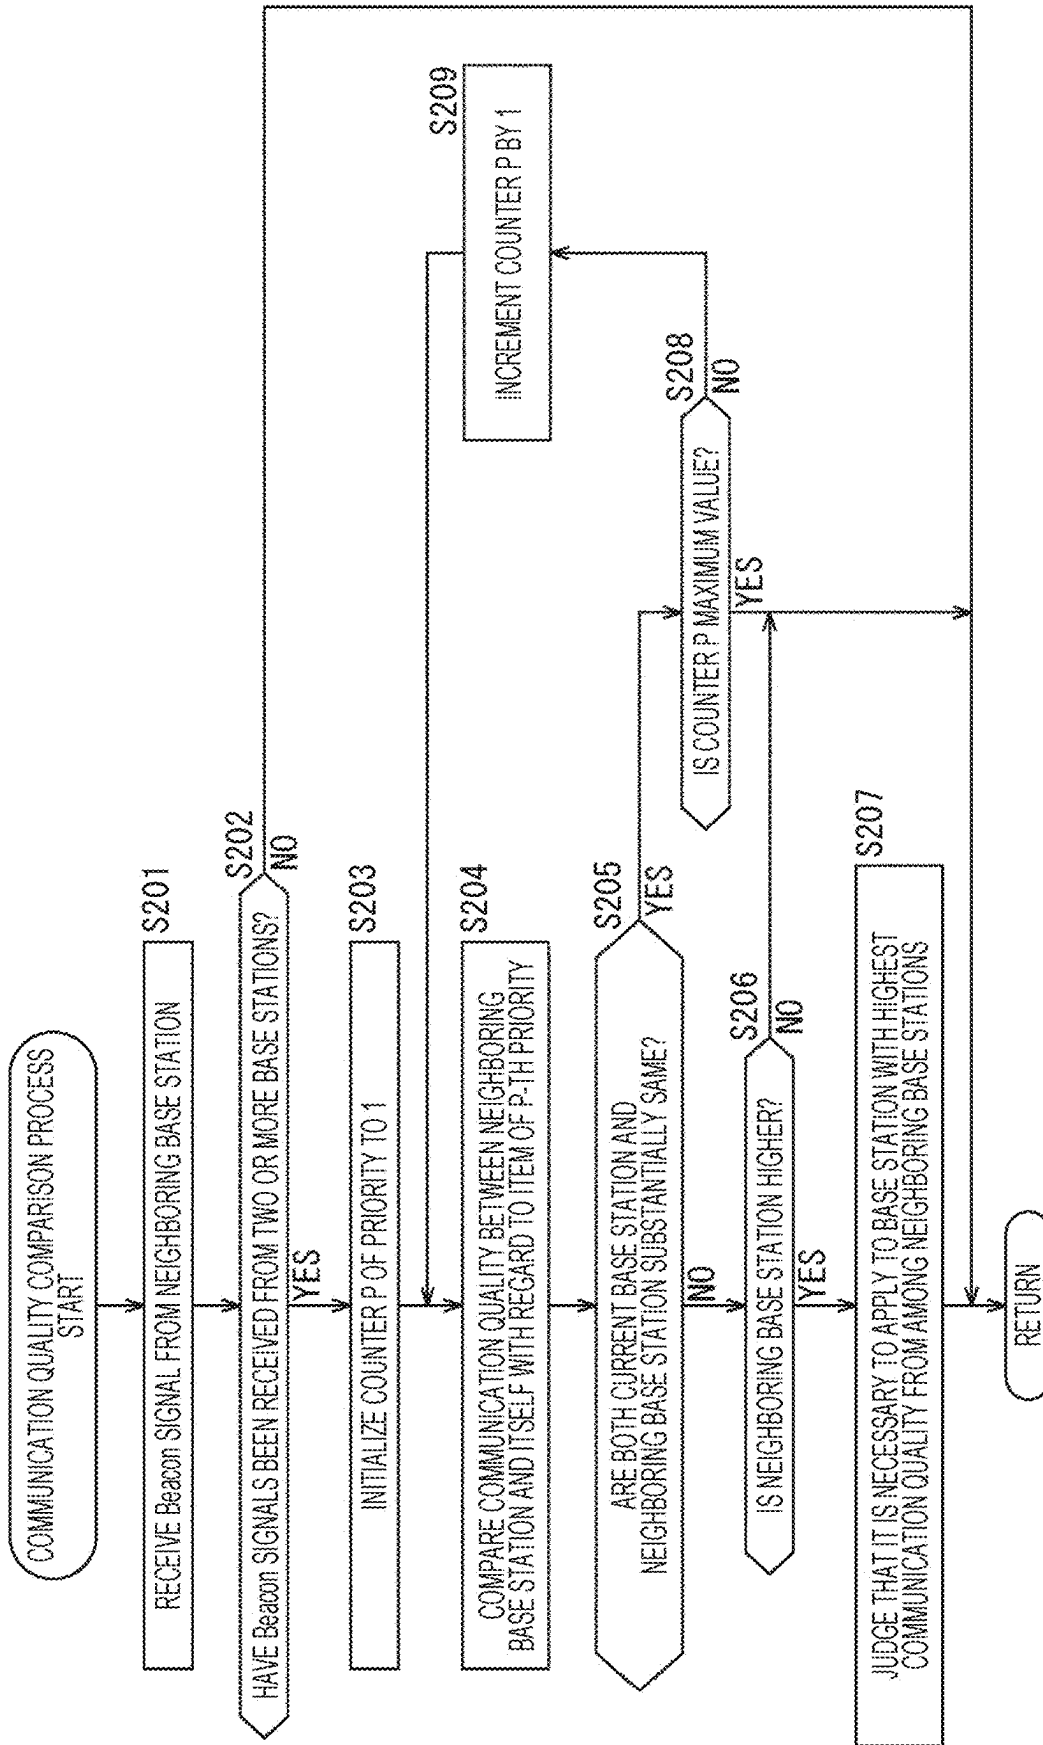 COMMUNICATION QUALITY COMPARISON PROCESS
START
S201
RECEIVE Beacon SIGNAL FROM NEIGHBORING BASE STATION
S202
HAVE Beacon SIGNALS BEEN RECEIVED FROM TWO OR MORE BASE STATIONS?
NO
YES
S203
INITIALIZE COUNTER P OF PRIORITY TO 1
S204
COMPARE COMMUNICATION QUALITY BETWEEN NEIGHBORING
BASE STATION AND ITSELF WITH REGARD TO ITEM OF P-TH PRIORITY
S205
ARE BOTH CURRENT BASE STATION AND
NEIGHBORING BASE STATION SUBSTANTIALLY SAME?
YES
NO
S206
IS NEIGHBORING BASE STATION HIGHER?
NO
YES
S207
JUDGE THAT IT IS NECESSARY TO APPLY TO BASE STATION WITH HIGHEST
COMMUNICATION QUALITY FROM AMONG NEIGHBORING BASE STATIONS
S208
IS COUNTER P MAXIMUM VALUE?
NO
YES
S209
INCREMENT COUNTER P BY 1
RETURN